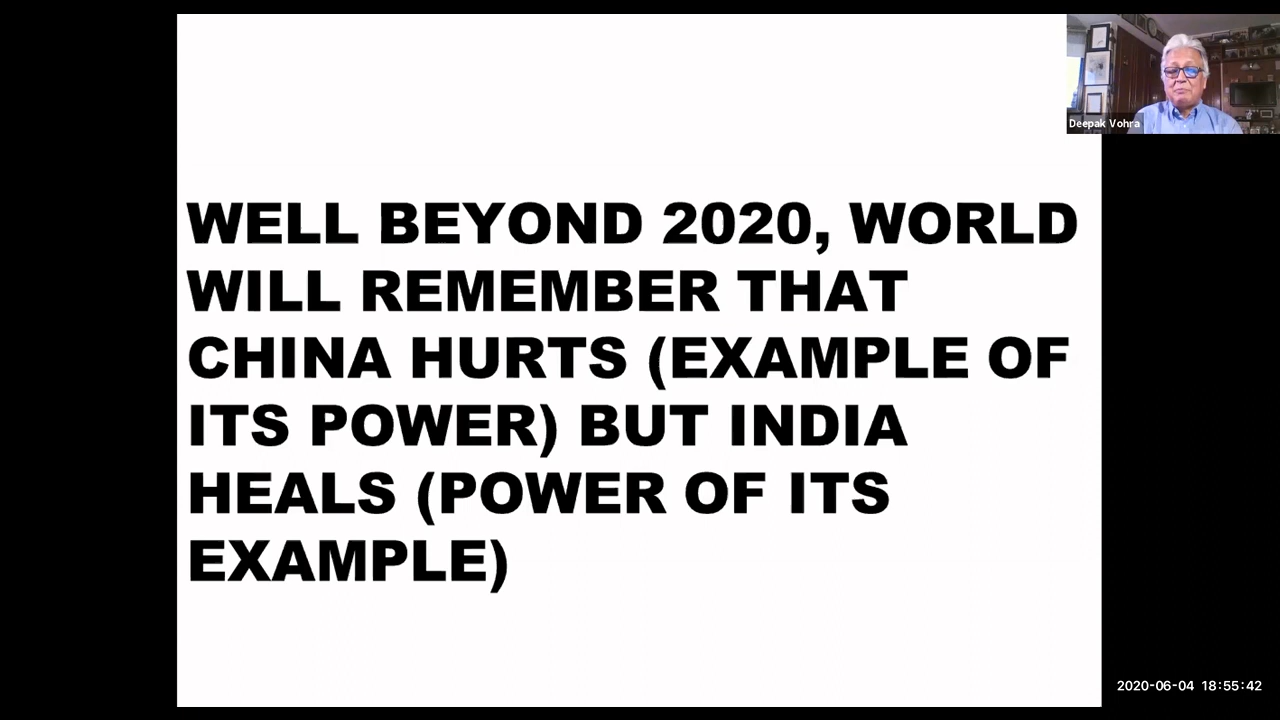 Deepak Vohra
WELL BEYOND 2020, WORLD
WILL REMEMBER THAT
CHINA HURTS (EXAMPLE OF
ITS POWER) BUT INDIA
HEALS (POWER OF ITS
EXAMPLE)
2020-06-04 18:55:42